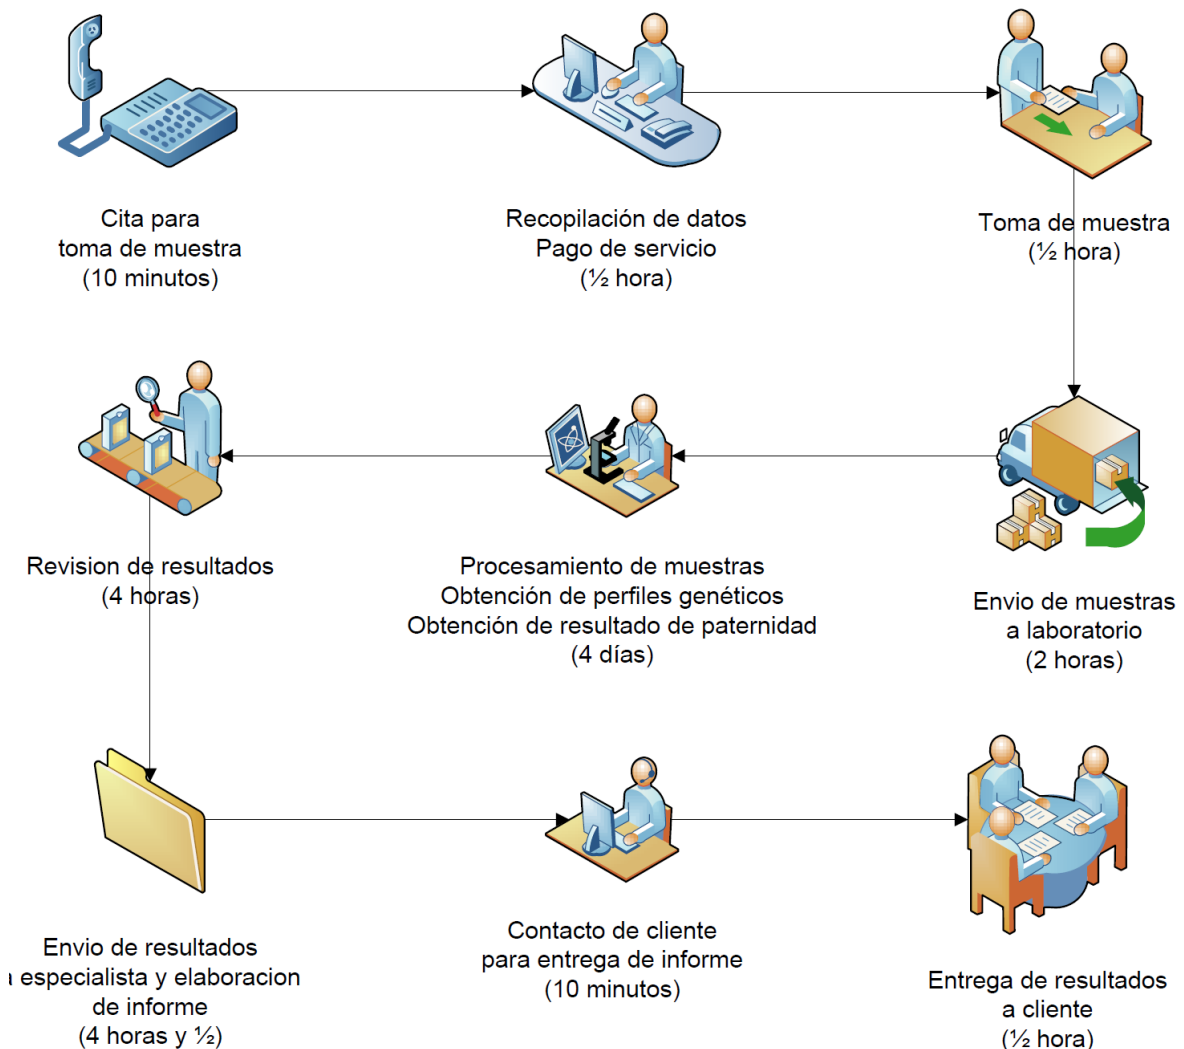 Cita para
toma de muestra
(10 minutos)
Recopilación de datos
Pago de servicio
(½ hora)
Toma de muestra
(½ hora)
Revision de resultados
(4 horas)
Procesamiento de muestras
Obtención de perfiles genéticos
Obtención de resultado de paternidad
(4 días)
Envio de muestras
a laboratorio
(2 horas)
Envio de resultados
a especialista y elaboracion
de informe
(4 horas y ½)
Contacto de cliente
para entrega de informe
(10 minutos)
Entrega de resultados
a cliente
(½ hora)